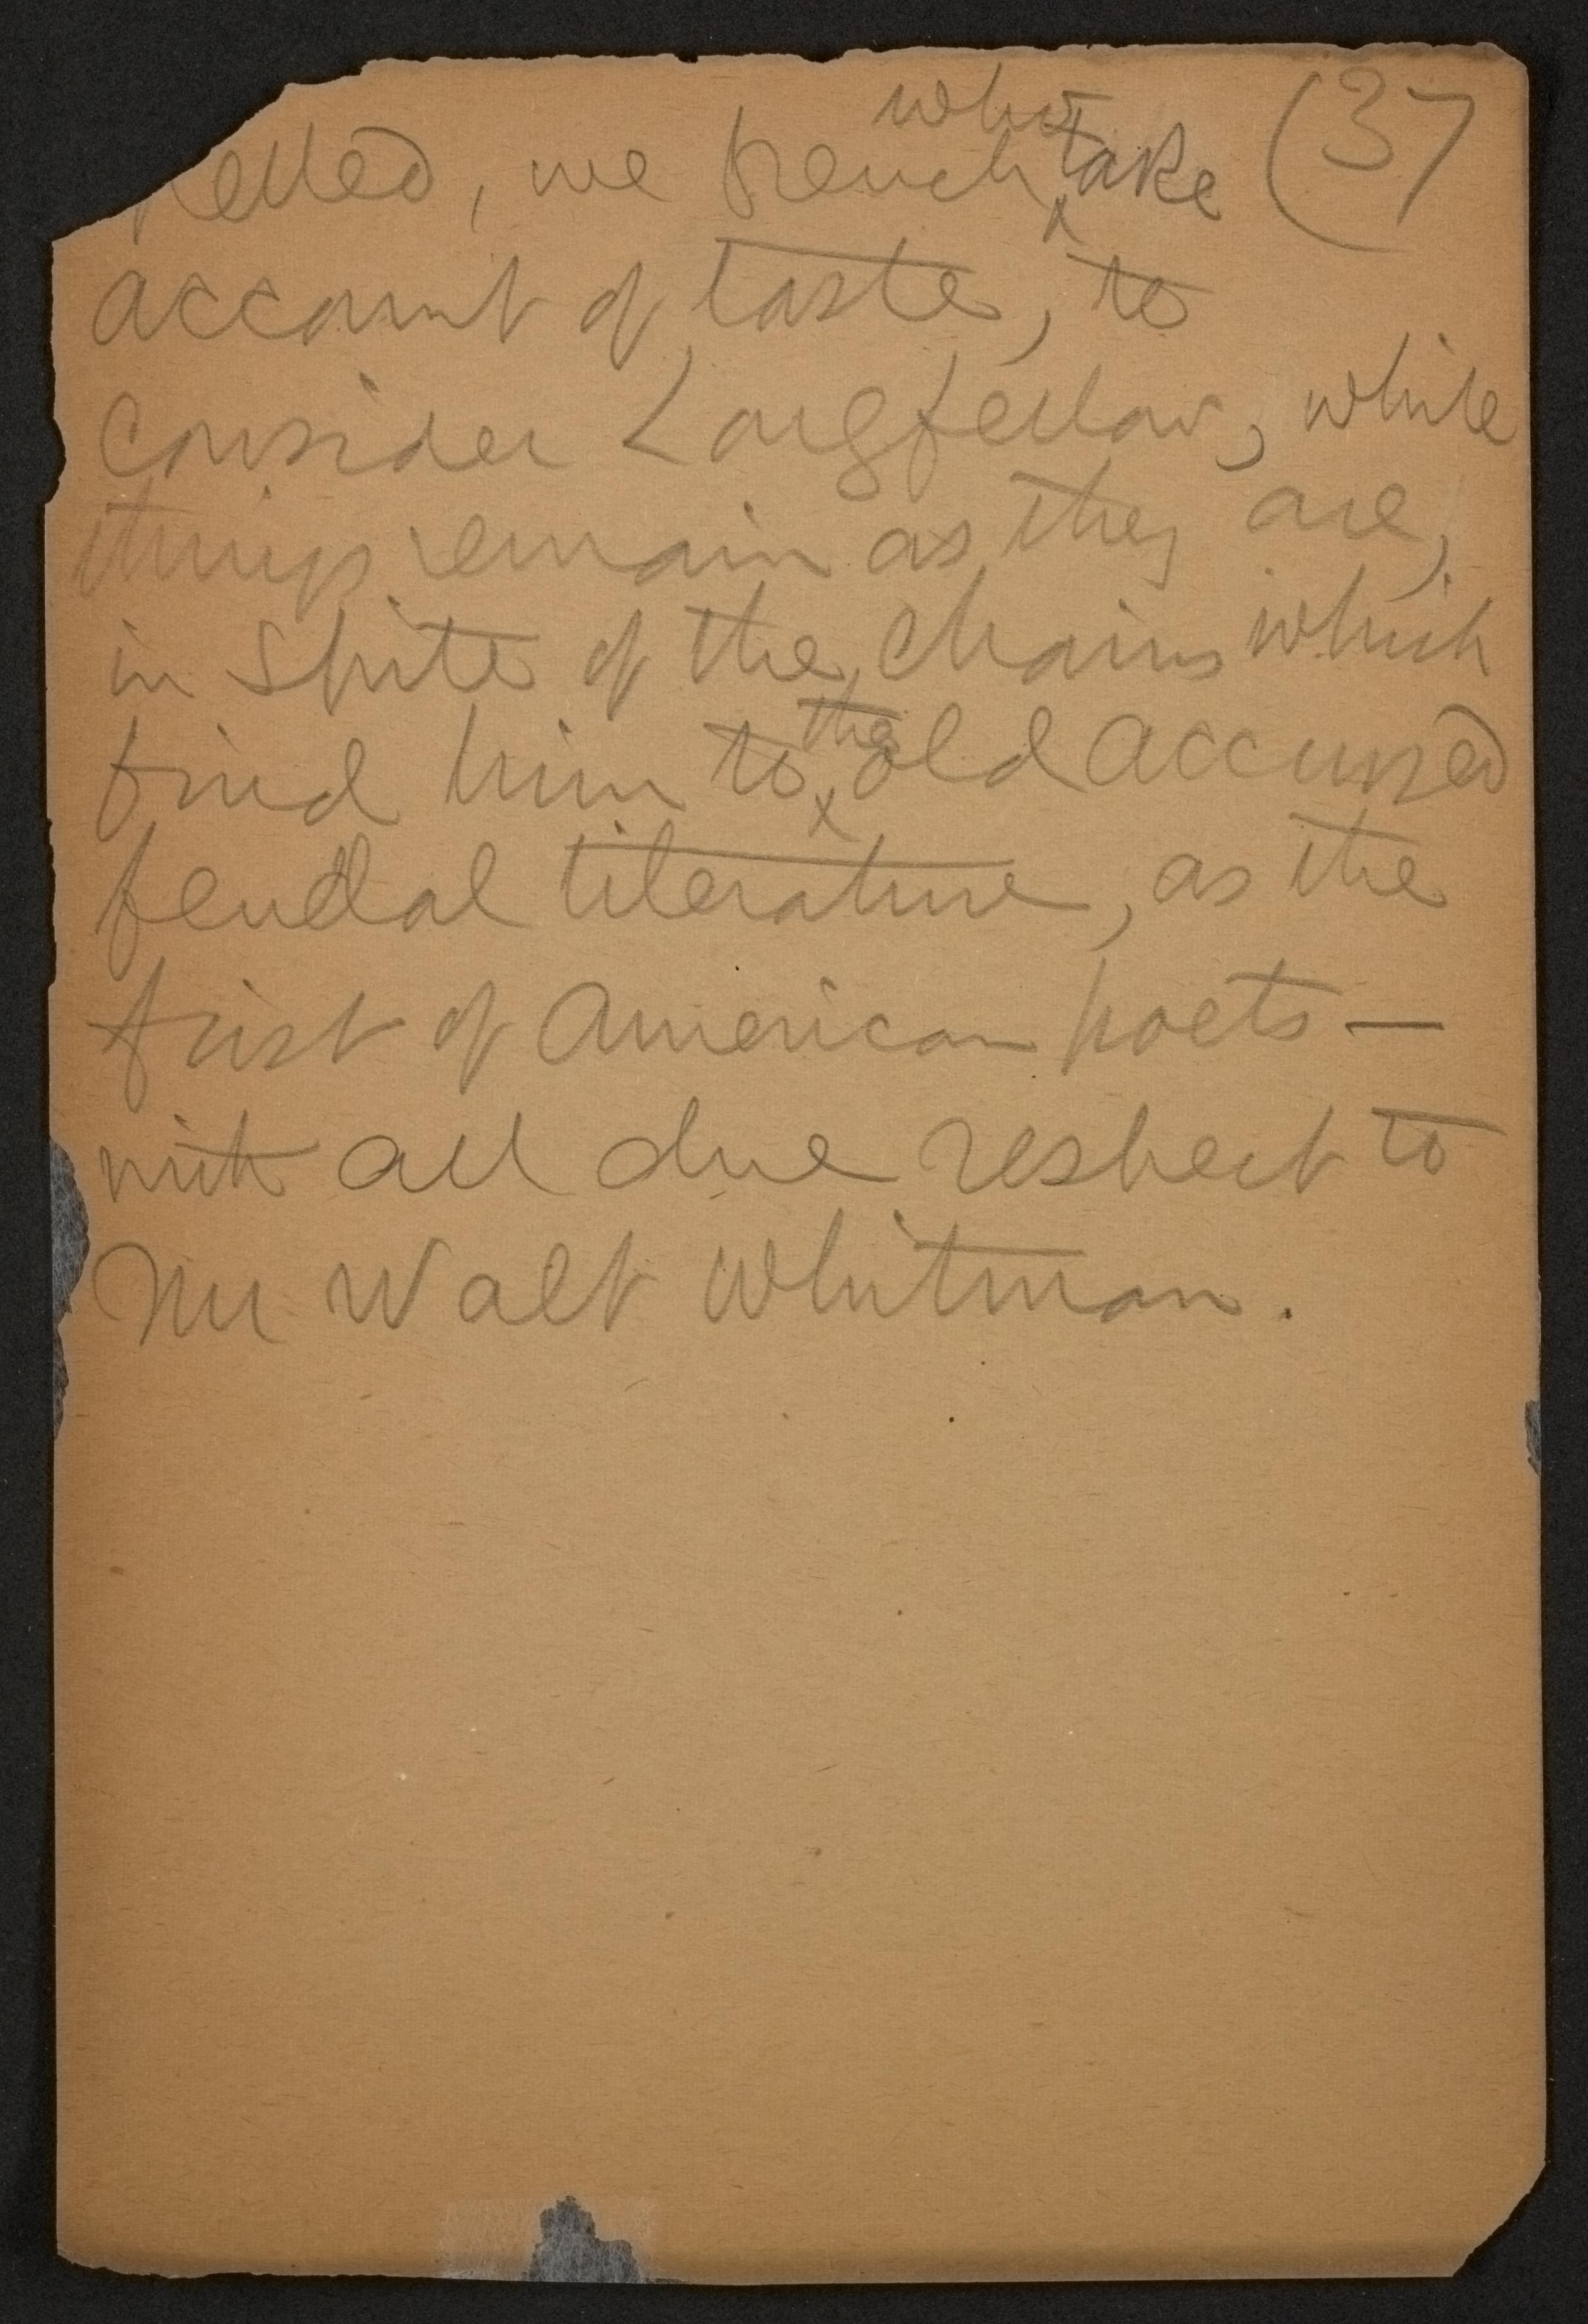 (37
pelled, we French who take
account of taste, to
consider Longfellow, while
things remain as they are,
in spite of the chains which
bind him to the old accursed
feudal literature, as the
first of American poets —
with all due respect to
Mr Walt Whitman.